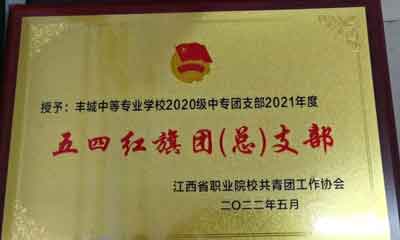 授予：丰城中等专业学校2020级中专团支部2021年度
五四红旗团(总)支部
江西省职业院校共青团工作协会
二〇二二年五月